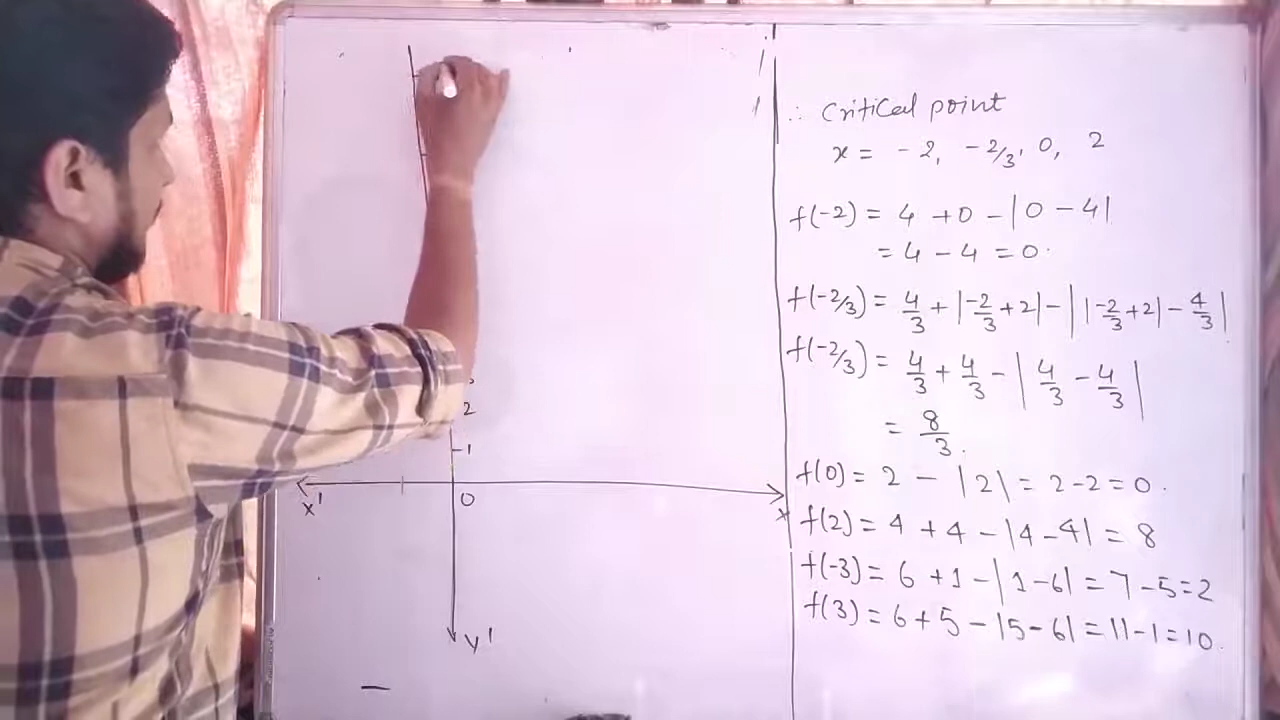 ∴ Critical point
x = -2, -2/3, 0, 2
f(-2) = 4 + 0 - |0 - 4|
= 4 - 4 = 0.
f(-2/3) = 4/3 + |-2/3 + 2| - ||-2/3 + 2| - 4/3|
f(-2/3) = 4/3 + 4/3 - |4/3 - 4/3|
= 8/3.
f(0) = 2 - |2| = 2-2 = 0.
f(2) = 4 + 4 - |4 - 4| = 8
f(-3) = 6 + 1 - |1 - 6| = 7 - 5 = 2
f(3) = 6 + 5 - |5 - 6| = 11 - 1 = 10.
2
1
x'
0
x
y'